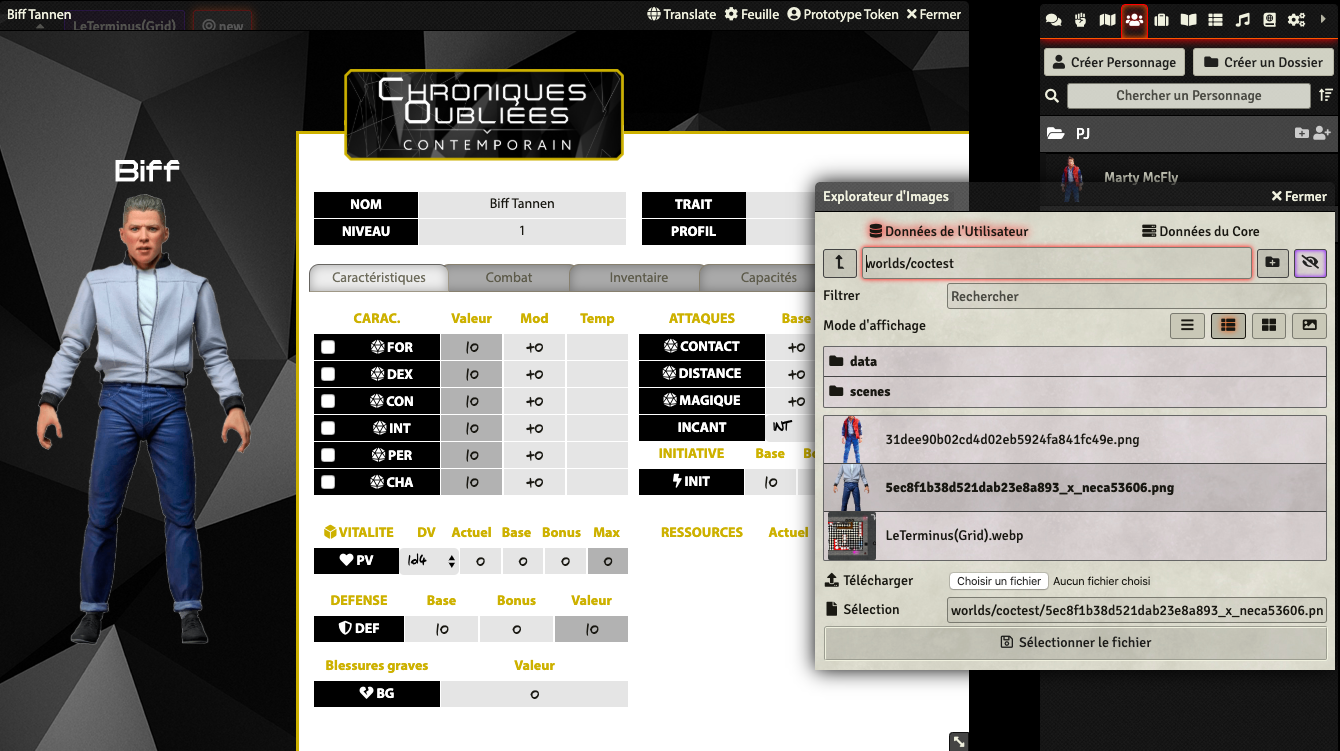 Biff Tannen
Translate Feuille Prototype Token Fermer
LeTerminus(Grid) new
Créer Personnage Créer un Dossier
Chercher un Personnage
PJ
Marty McFly
Biff
CHRONIQUES
OUBLIÉES
CONTEMPORAIN
NOM Biff Tannen TRAIT
NIVEAU 1 PROFIL
Caractéristiques Combat Inventaire Capacités
CARAC. Valeur Mod Temp ATTAQUES Base
FOR 10 +0 CONTACT +0
DEX 10 +0 DISTANCE +0
CON 10 +0 MAGIQUE +0
INT 10 +0 INCANT INT
PER 10 +0 INITIATIVE Base
CHA 10 +0 INIT 10
VITALITE DV Actuel Base Bonus Max RESSOURCES Actuel
PV 1d4 0 0 0 0
DEFENSE Base Bonus Valeur
DEF 10 0 10
Blessures graves Valeur
BG 0
Explorateur d'Images Fermer
Données de l'Utilisateur Données du Core
worlds/coctest
Filtrer Rechercher
Mode d'affichage
data
scenes
31dee90b02cd4d02eb5924fa841fc49e.png
5ec8f1b38d521dab23e8a893_x_neca53606.png
LeTerminus(Grid).webp
Télécharger Choisir un fichier Aucun fichier choisi
Sélection worlds/coctest/5ec8f1b38d521dab23e8a893_x_neca53606.pn
Sélectionner le fichier